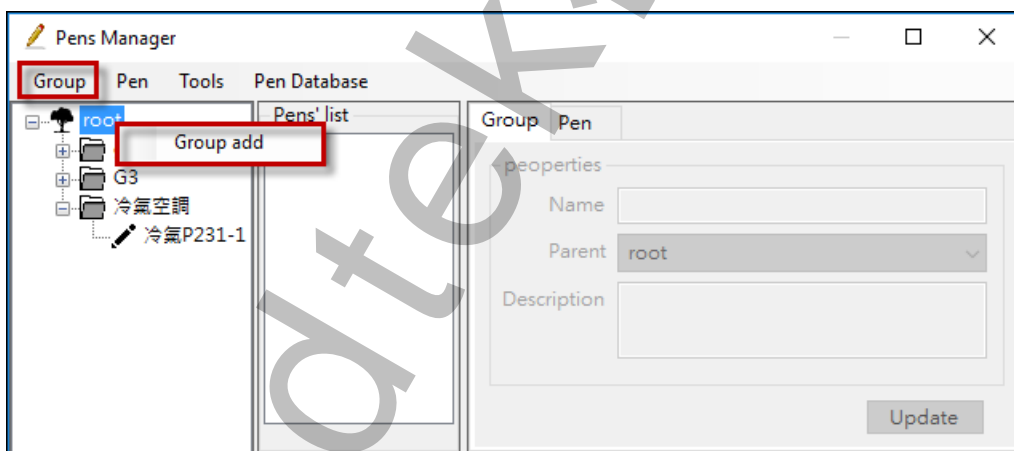 Pens Manager
Group Pen Tools Pen Database
root
Group add
G3
冷氣空調
冷氣P231-1
Pens' list
Group Pen
peoperties
Name
Parent root
Description
Update